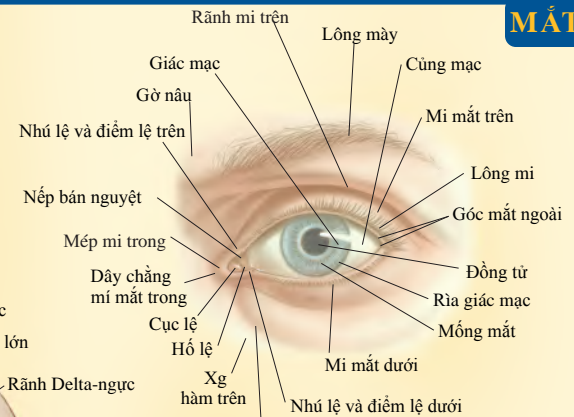 MẮT
Rãnh mi trên
Lông mày
Giác mạc
Củng mạc
Gờ nâu
Mi mắt trên
Nhú lệ và điểm lệ trên
Lông mi
Nếp bán nguyệt
Góc mắt ngoài
Mép mi trong
Đồng tử
Dây chằng
mí mắt trong
Rìa giác mạc
Cục lệ
Mống mắt
Hố lệ
Mi mắt dưới
Xg
hàm trên
Nhú lệ và điểm lệ dưới
c
lớn
Rãnh Delta-ngực